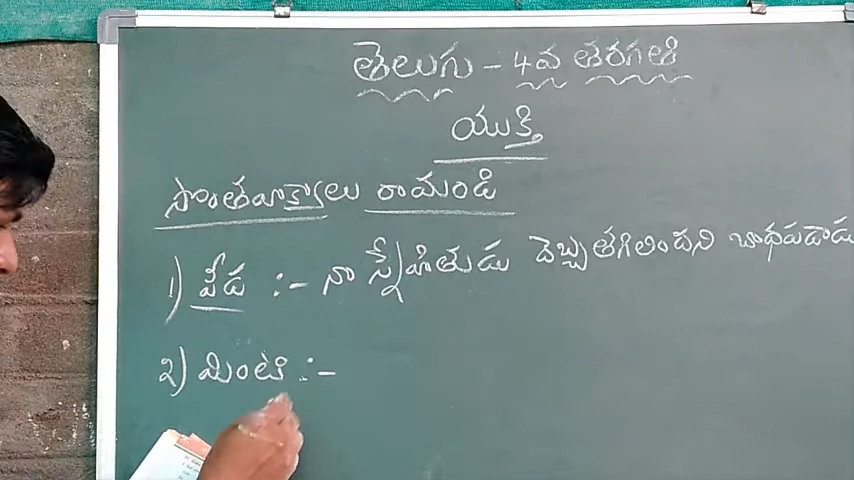 తెలుగు - 4వ తరగతి
యుక్తి
సొంతవాక్యాలు రాయండి
1) పీడ :- నా స్నేహితుడు దెబ్బతగిలిందని బాధపడాడు
2) మింటి :-